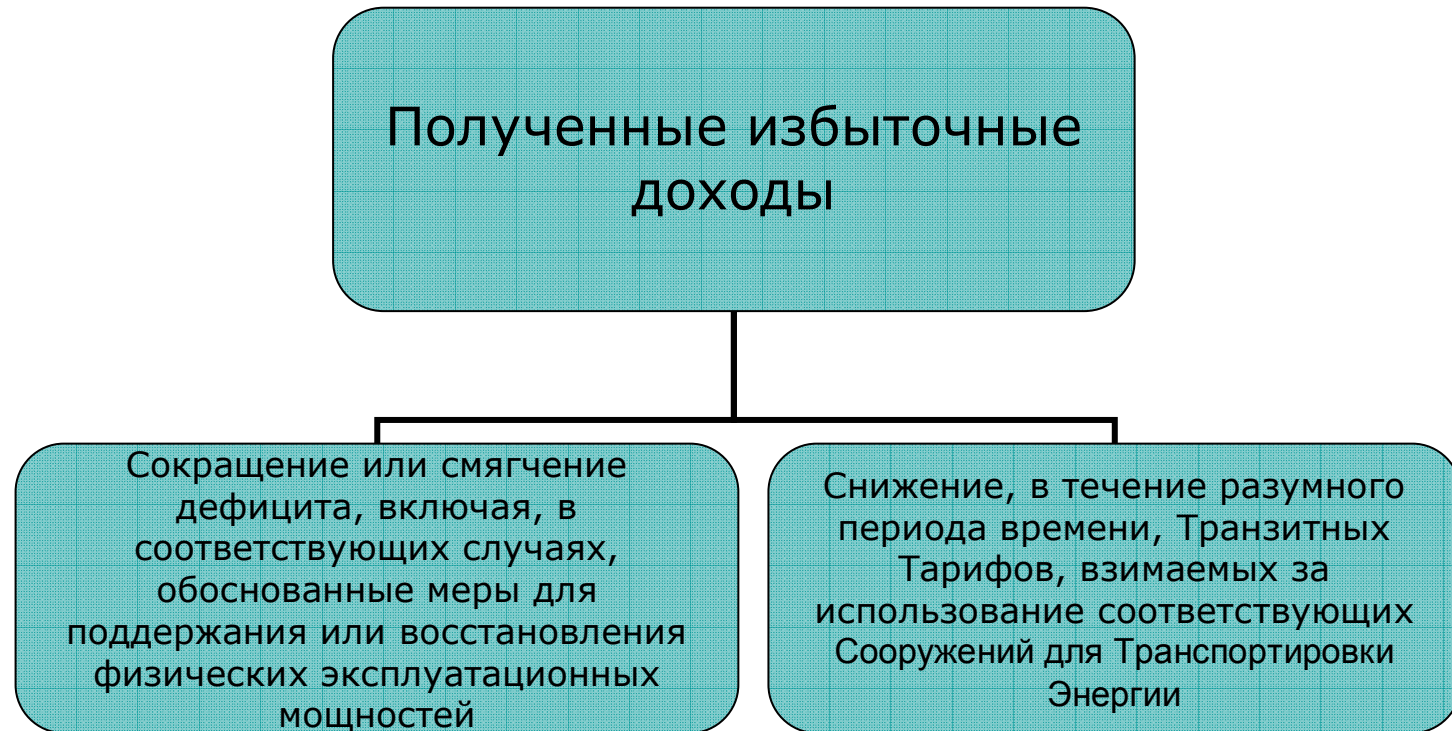 Полученные избыточные
доходы
Сокращение или смягчение
дефицита, включая, в
соответствующих случаях,
обоснованные меры для
поддержания или восстановления
физических эксплуатационных
мощностей
Снижение, в течение разумного
периода времени, Транзитных
Тарифов, взимаемых за
использование соответствующих
Сооружений для Транспортировки
Энергии